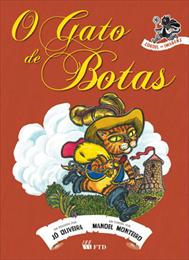 O Gato
de
Botas
JÔ OLIVEIRA
MANOEL MONTEIRO
FTD